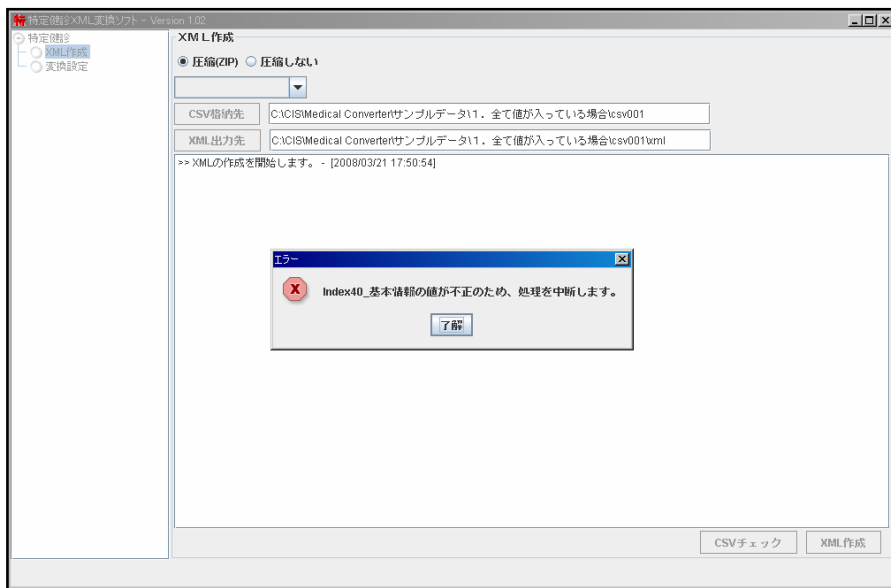 特定健診XML変換ソフト - Version 1.02
特定健診
XML作成
変換設定
XML作成
圧縮(ZIP) 圧縮しない
CSV格納先 C:\CIS\Medical Converter\サンプルデータ\1．全て値が入っている場合\csv001
XML出力先 C:\CIS\Medical Converter\サンプルデータ\1．全て値が入っている場合\csv001\xml
>> XMLの作成を開始します。 - [2008/03/21 17:50:54]
エラー
Index40_基本情報の値が不正のため、処理を中断します。
了解
CSVチェック XML作成